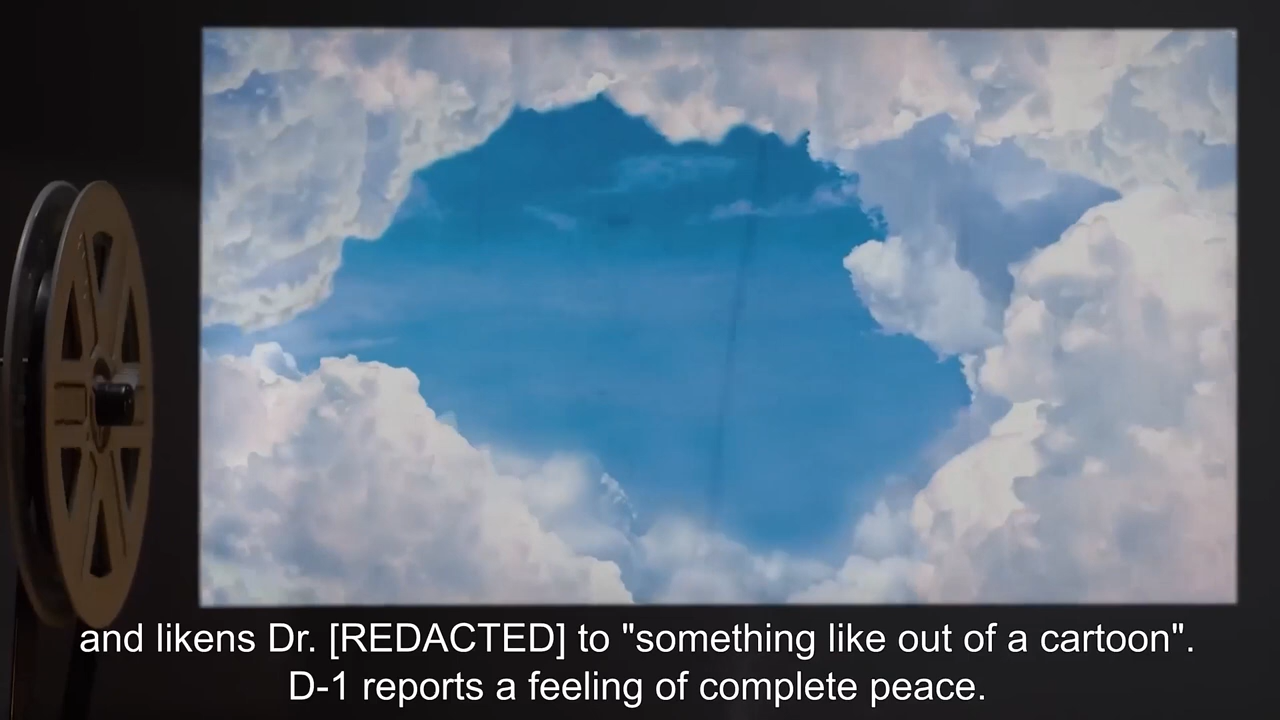 and likens Dr. [REDACTED] to "something like out of a cartoon".
D-1 reports a feeling of complete peace.